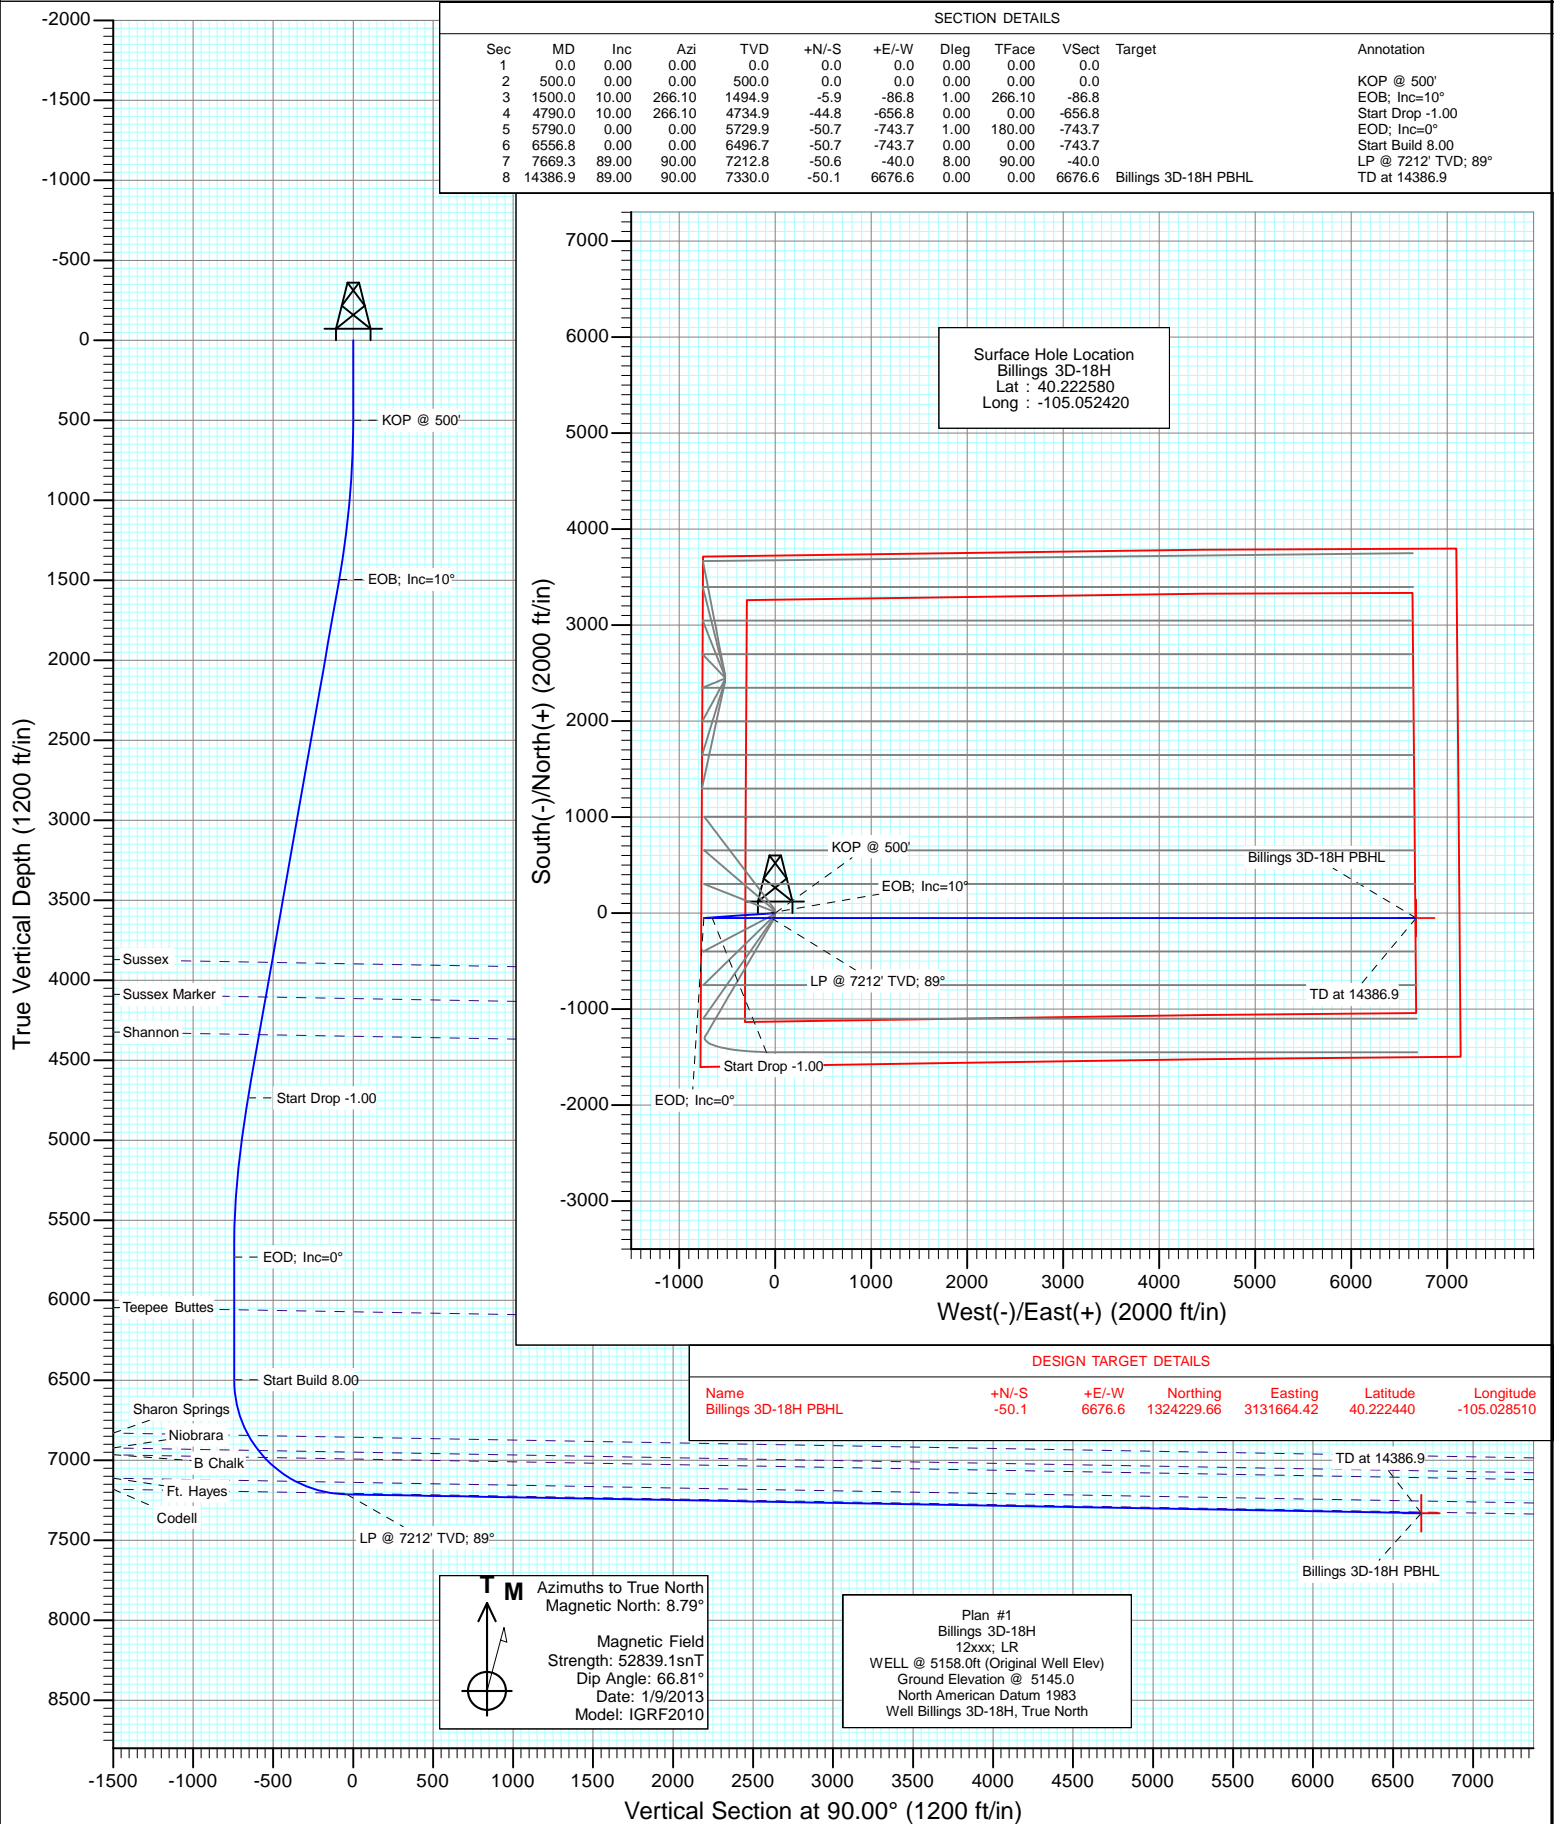 SECTION DETAILS
Sec MD Inc Azi TVD +N/-S +E/-W Dleg TFace VSect Target Annotation
1 0.0 0.00 0.00 0.0 0.0 0.0 0.00 0.00 0.0
2 500.0 0.00 0.00 500.0 0.0 0.0 0.00 0.00 0.0 KOP @ 500'
3 1500.0 10.00 266.10 1494.9 -5.9 -86.8 1.00 266.10 -86.8 EOB; Inc=10°
4 4790.0 10.00 266.10 4734.9 -44.8 -656.8 0.00 0.00 -656.8 Start Drop -1.00
5 5790.0 0.00 0.00 5729.9 -50.7 -743.7 1.00 180.00 -743.7 EOD; Inc=0°
6 6556.8 0.00 0.00 6496.7 -50.7 -743.7 0.00 0.00 -743.7 Start Build 8.00
7 7669.3 89.00 90.00 7212.8 -50.6 -40.0 8.00 90.00 -40.0 LP @ 7212' TVD; 89°
8 14386.9 89.00 90.00 7330.0 -50.1 6676.6 0.00 0.00 6676.6 Billings 3D-18H PBHL TD at 14386.9
True Vertical Depth (1200 ft/in)
-2000
-1500
-1000
-500
0
500
1000
1500
2000
2500
3000
3500
4000
4500
5000
5500
6000
6500
7000
7500
8000
8500
KOP @ 500'
EOB; Inc=10°
Sussex
Sussex Marker
Shannon
Start Drop -1.00
EOD; Inc=0°
Teepee Buttes
Start Build 8.00
Sharon Springs
Niobrara
B Chalk
Ft. Hayes
Codell
LP @ 7212' TVD; 89°
TD at 14386.9
Billings 3D-18H PBHL
-1500 -1000 -500 0 500 1000 1500 2000 2500 3000 3500 4000 4500 5000 5500 6000 6500 7000
Vertical Section at 90.00° (1200 ft/in)
South(-)/North(+) (2000 ft/in)
7000
6000
5000
4000
3000
2000
1000
0
-1000
-2000
-3000
Surface Hole Location
Billings 3D-18H
Lat : 40.222580
Long : -105.052420
KOP @ 500'
EOB; Inc=10°
Billings 3D-18H PBHL
LP @ 7212' TVD; 89°
TD at 14386.9
Start Drop -1.00
EOD; Inc=0°
-1000 0 1000 2000 3000 4000 5000 6000 7000
West(-)/East(+) (2000 ft/in)
DESIGN TARGET DETAILS
Name +N/-S +E/-W Northing Easting Latitude Longitude
Billings 3D-18H PBHL -50.1 6676.6 1324229.66 3131664.42 40.222440 -105.028510
T M
Azimuths to True North
Magnetic North: 8.79°
Magnetic Field
Strength: 52839.1snT
Dip Angle: 66.81°
Date: 1/9/2013
Model: IGRF2010
Plan #1
Billings 3D-18H
12xxx; LR
WELL @ 5158.0ft (Original Well Elev)
Ground Elevation @ 5145.0
North American Datum 1983
Well Billings 3D-18H, True North